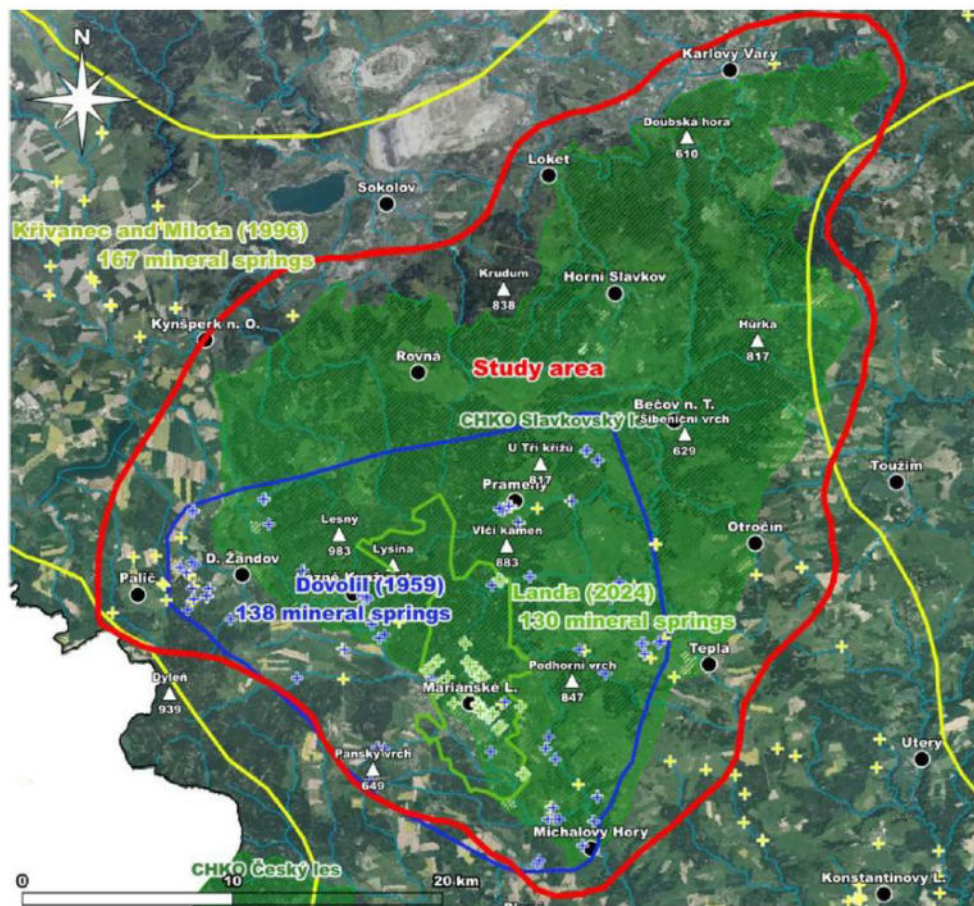 N
Karlovy Vary
Doubská hora
610
Loket
Sokolov
Křivanec and Milota (1996)
167 mineral springs
Krudum
838
Horní Slavkov
Kynšperk n. O.
Hůrka
817
Rovná
Study area
Bečov n. T.
CHKO Slavkovský le
Šibeniční vrch
629
U Tří křížů
817
Toužim
Prameny
Lesny
983
Vlčí kámen
883
Otročín
Lysina
D. Žandov
Palič
Dovolil (1959)
138 mineral springs
Landa (2024)
130 mineral springs
Tepla
Podhorní vrch
847
Dyleň
939
Mariánské L.
Panský vrch
649
Utery
Michalovy Hory
CHKO Český les
0
10
20 km
Konstantinovy L.